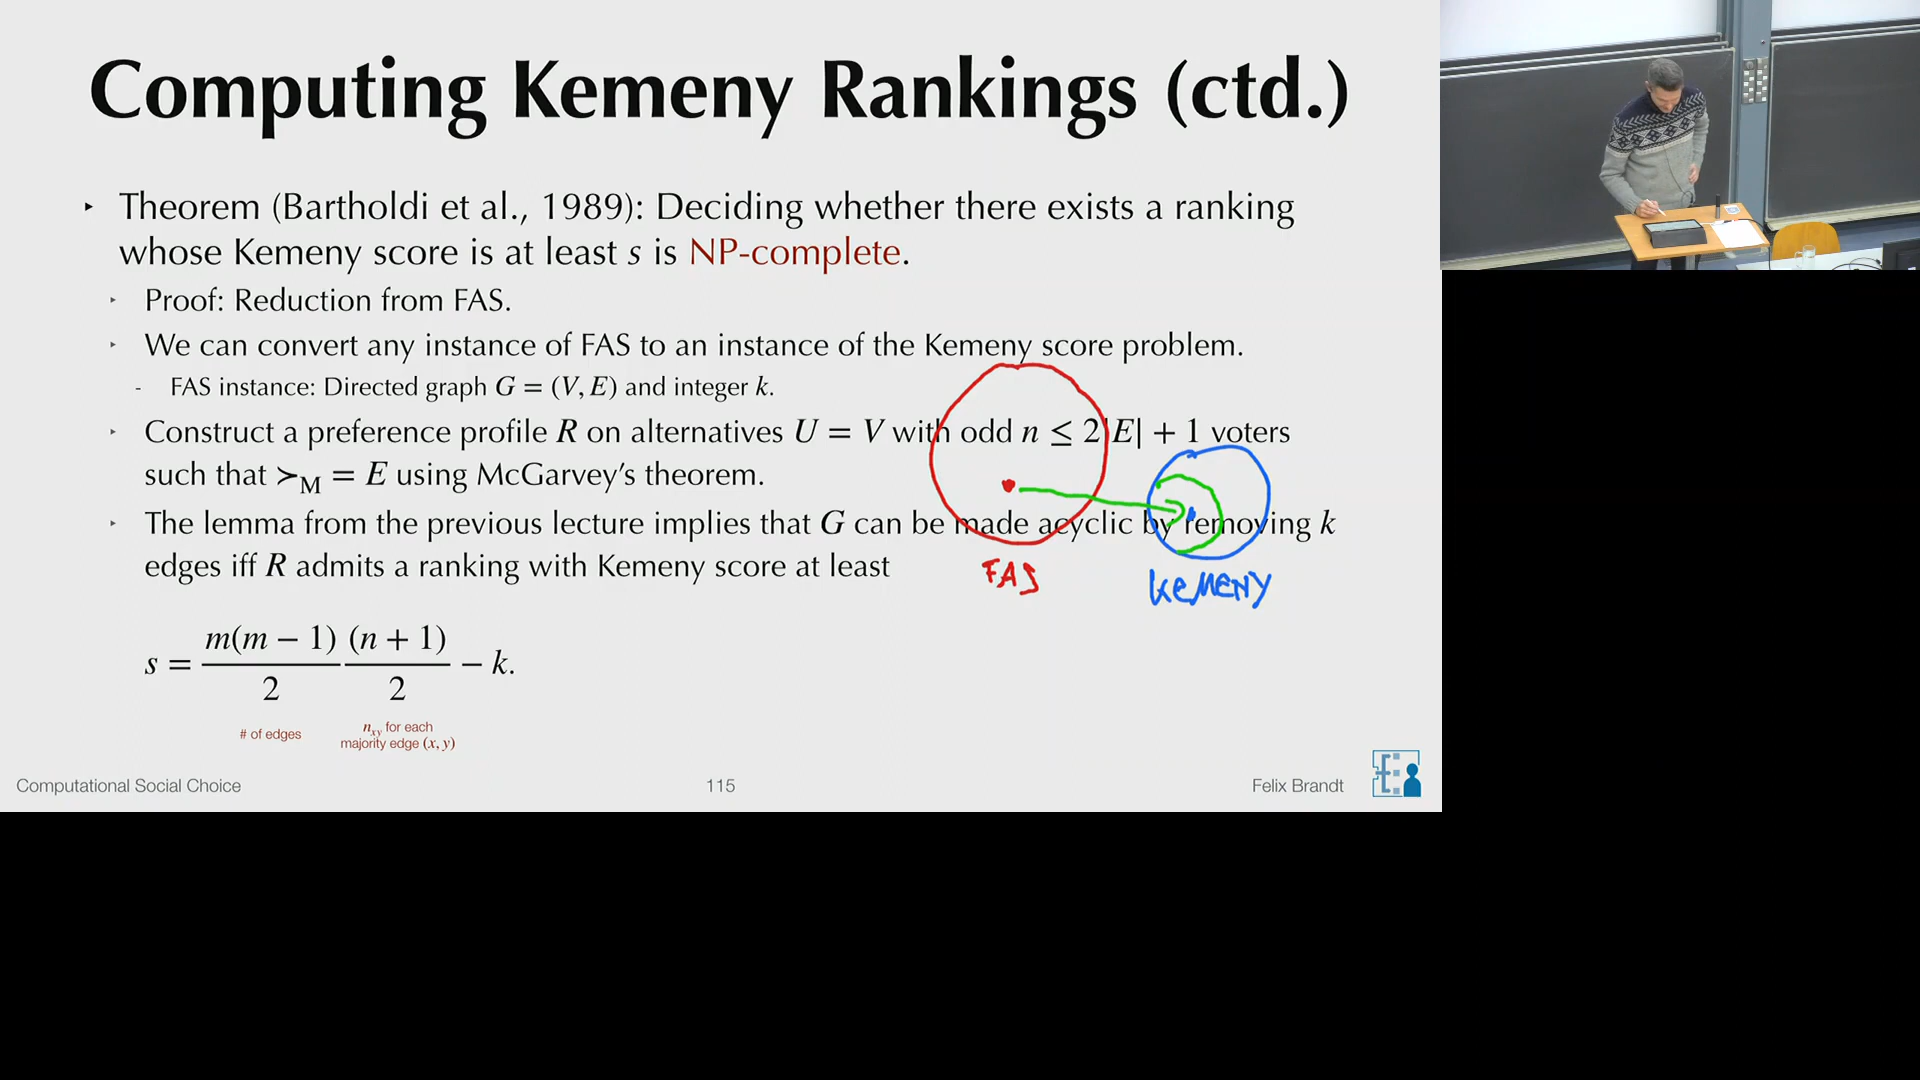 Computing Kemeny Rankings (ctd.)
‣ Theorem (Bartholdi et al., 1989): Deciding whether there exists a ranking
whose Kemeny score is at least s is NP-complete.
‣ Proof: Reduction from FAS.
‣ We can convert any instance of FAS to an instance of the Kemeny score problem.
- FAS instance: Directed graph G = (V, E) and integer k.
‣ Construct a preference profile R on alternatives U = V with odd n ≤ 2|E| + 1 voters
such that ≻M = E using McGarvey's theorem.
‣ The lemma from the previous lecture implies that G can be made acyclic by removing k
edges iff R admits a ranking with Kemeny score at least
FAS
KEMENY
s = m(m − 1)/2 (n + 1)/2 − k.
# of edges
nxy for each
majority edge (x, y)
Computational Social Choice
115
Felix Brandt